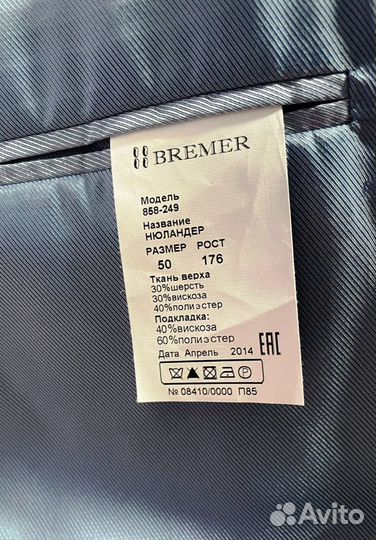 BREMER
Модель
858-249
Название
НЮЛАНДЕР
РАЗМЕР РОСТ
50 176
Ткань верха
30%шерсть
30%вискоза
40%полиэстер
Подкладка:
40%вискоза
60%полиэстер
Дата Апрель 2014 ЕАС
P
№ 08410/0000 П85
Avito